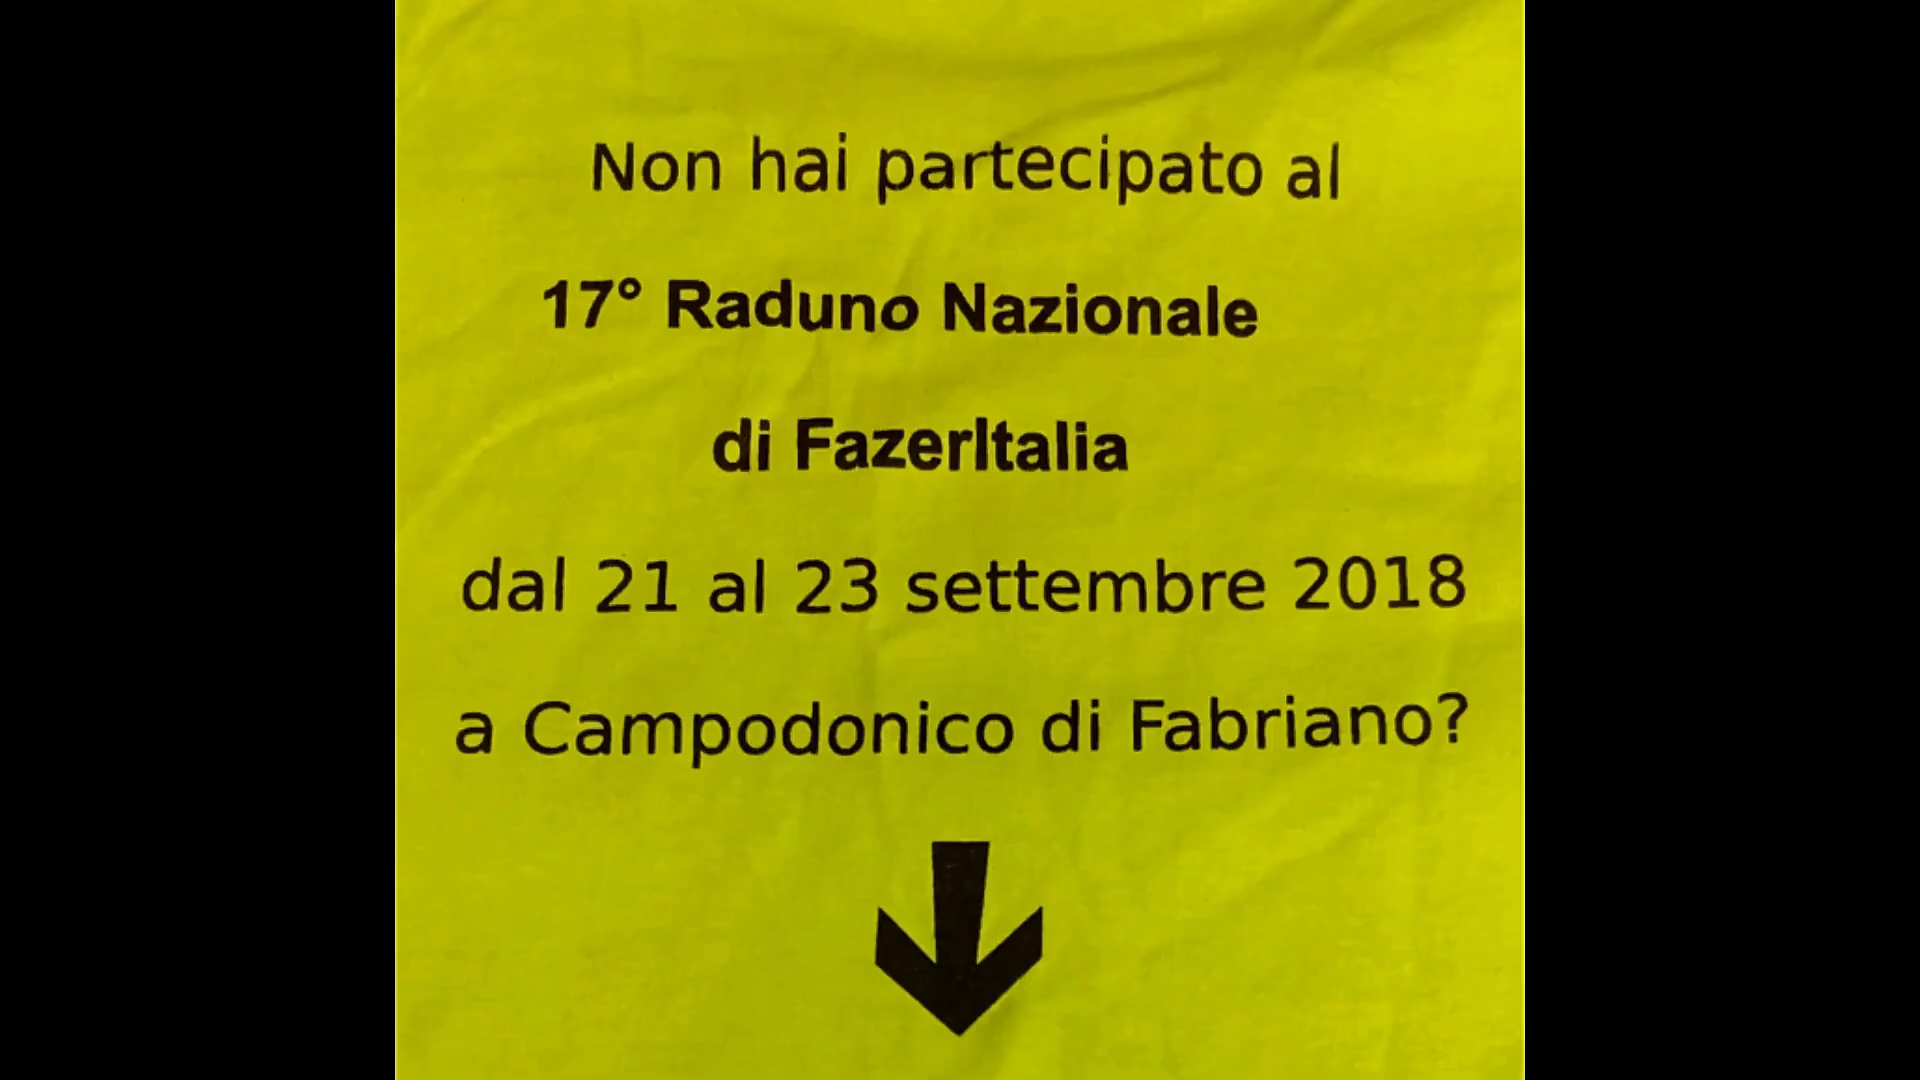 Non hai partecipato al
17° Raduno Nazionale
di FazerItalia
dal 21 al 23 settembre 2018
a Campodonico di Fabriano?